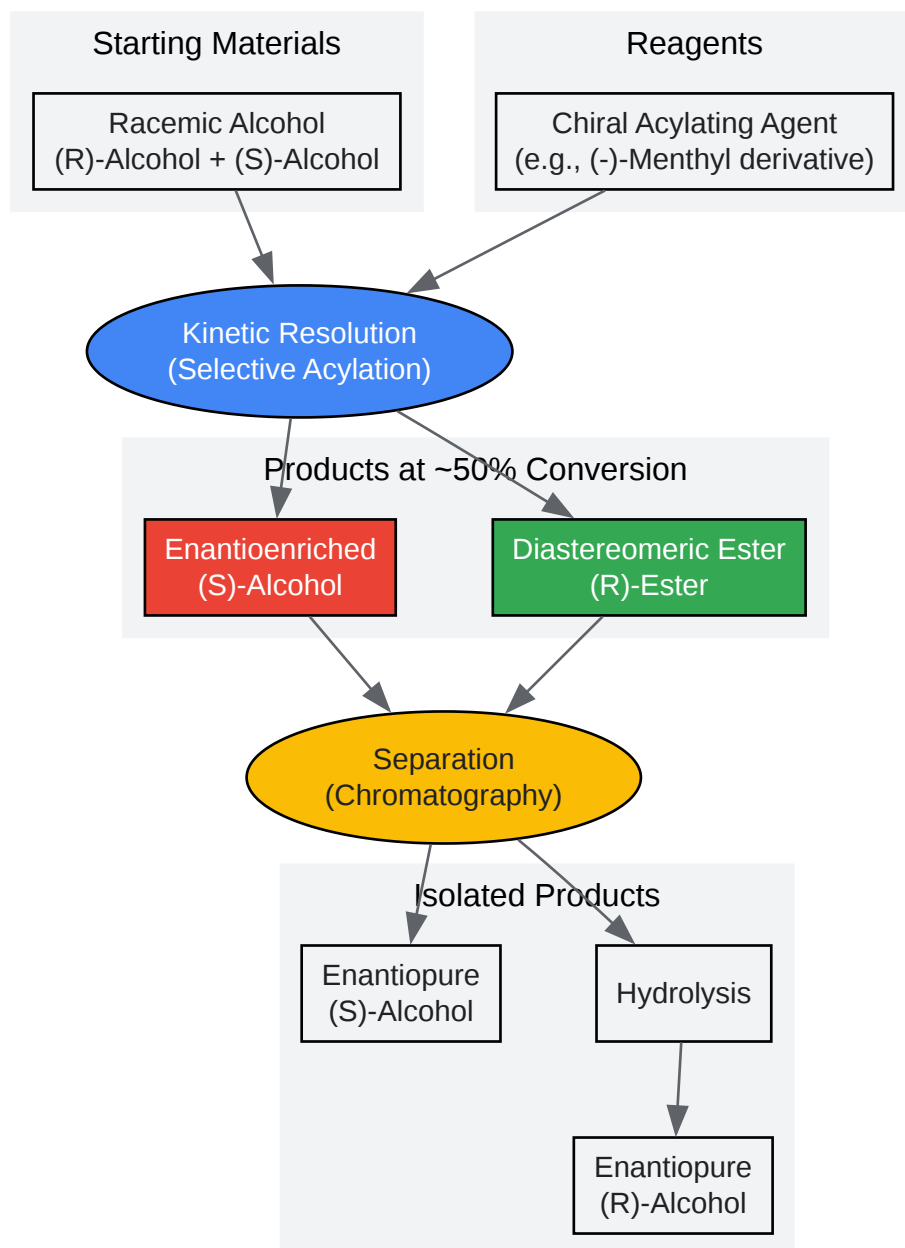 Starting Materials
Reagents
Racemic Alcohol
(R)-Alcohol + (S)-Alcohol
Chiral Acylating Agent
(e.g., (-)-Menthyl derivative)
Kinetic Resolution
(Selective Acylation)
Products at ~50% Conversion
Enantioenriched
(S)-Alcohol
Diastereomeric Ester
(R)-Ester
Separation
(Chromatography)
Isolated Products
Enantiopure
(S)-Alcohol
Hydrolysis
Enantiopure
(R)-Alcohol